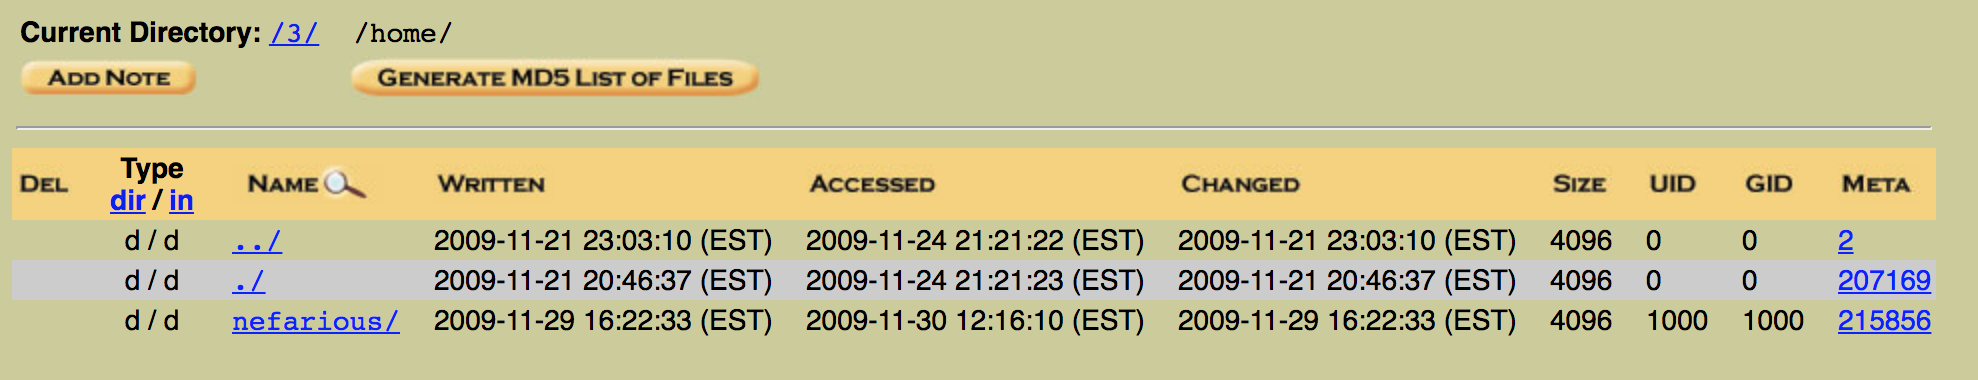 Current Directory: /3/ /home/
ADD NOTE GENERATE MD5 LIST OF FILES
DEL Type dir / in NAME WRITTEN ACCESSED CHANGED SIZE UID GID META
d / d ../ 2009-11-21 23:03:10 (EST) 2009-11-24 21:21:22 (EST) 2009-11-21 23:03:10 (EST) 4096 0 0 2
d / d ./ 2009-11-21 20:46:37 (EST) 2009-11-24 21:21:23 (EST) 2009-11-21 20:46:37 (EST) 4096 0 0 207169
d / d nefarious/ 2009-11-29 16:22:33 (EST) 2009-11-30 12:16:10 (EST) 2009-11-29 16:22:33 (EST) 4096 1000 1000 215856